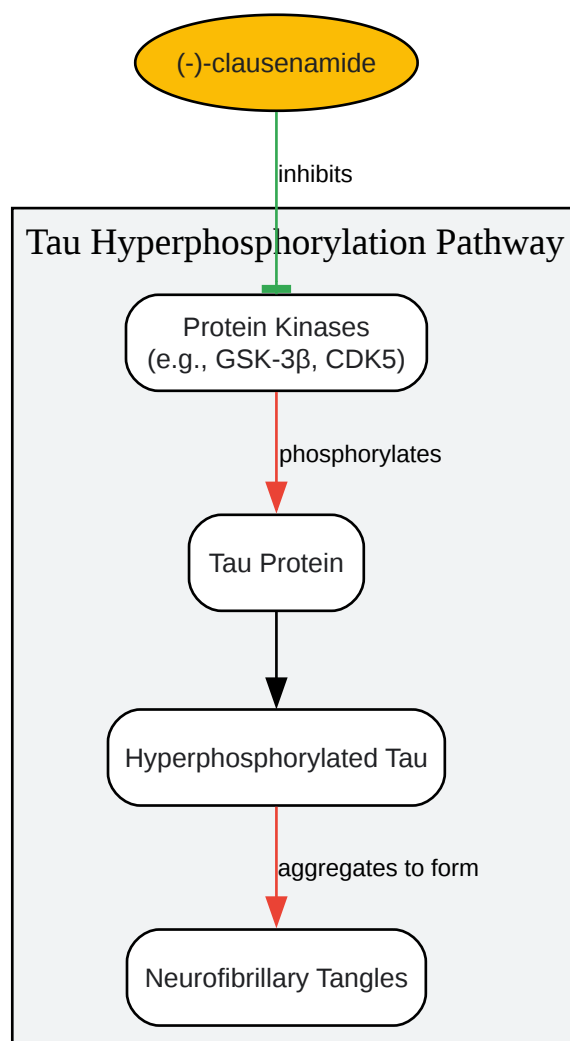 (-)-clausenamide
inhibits
Tau Hyperphosphorylation Pathway
Protein Kinases
(e.g., GSK-3β, CDK5)
phosphorylates
Tau Protein
Hyperphosphorylated Tau
aggregates to form
Neurofibrillary Tangles